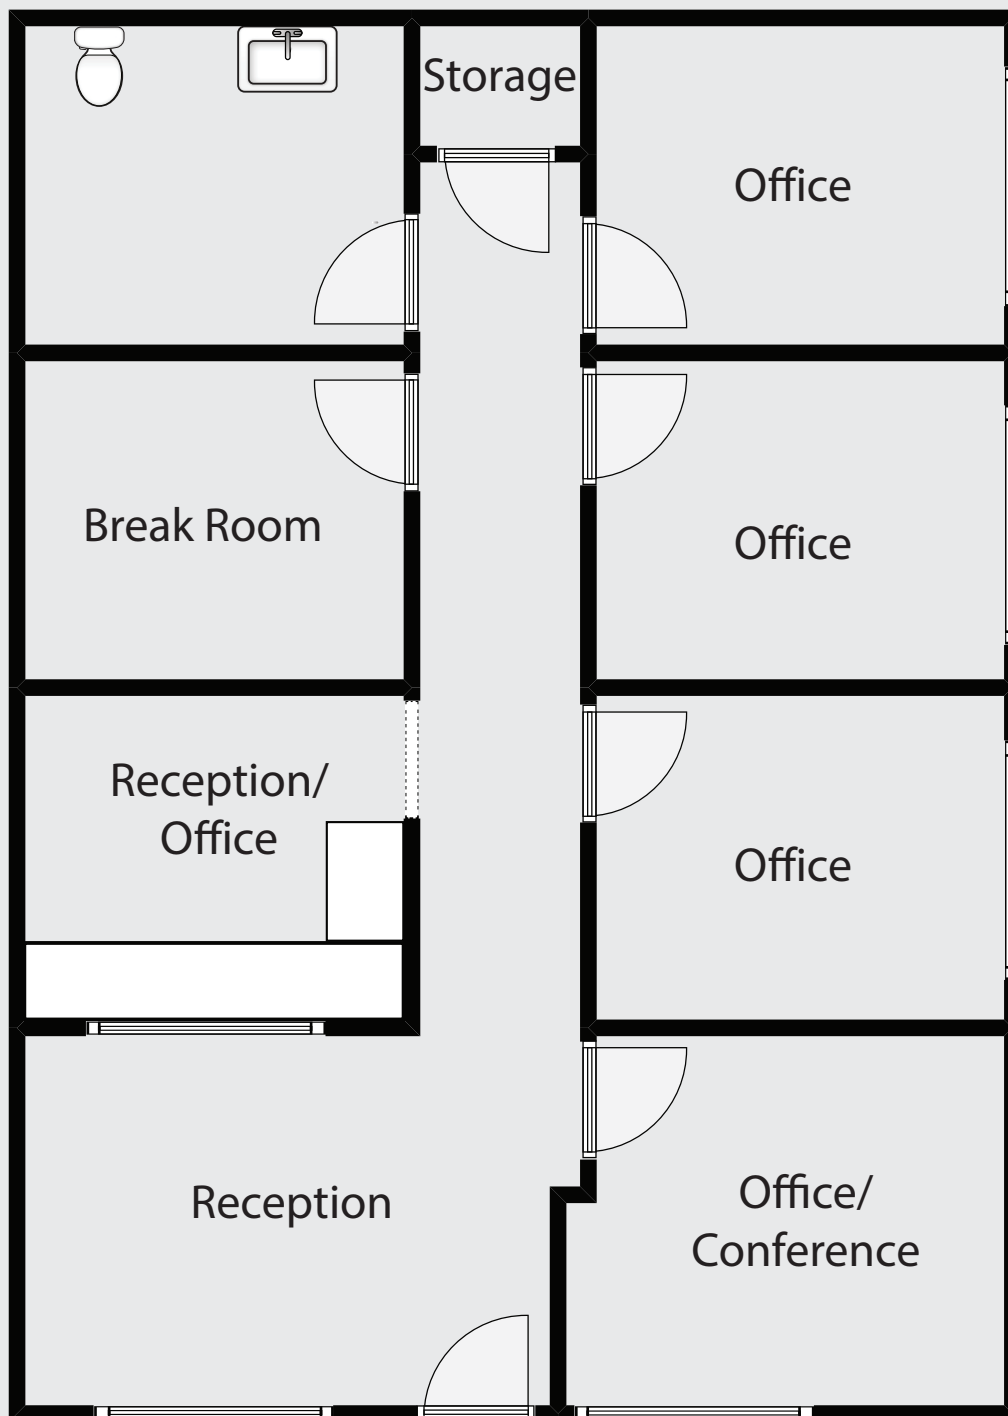 Storage
Office
Break Room
Office
Reception/
Office
Office
Reception
Office/
Conference